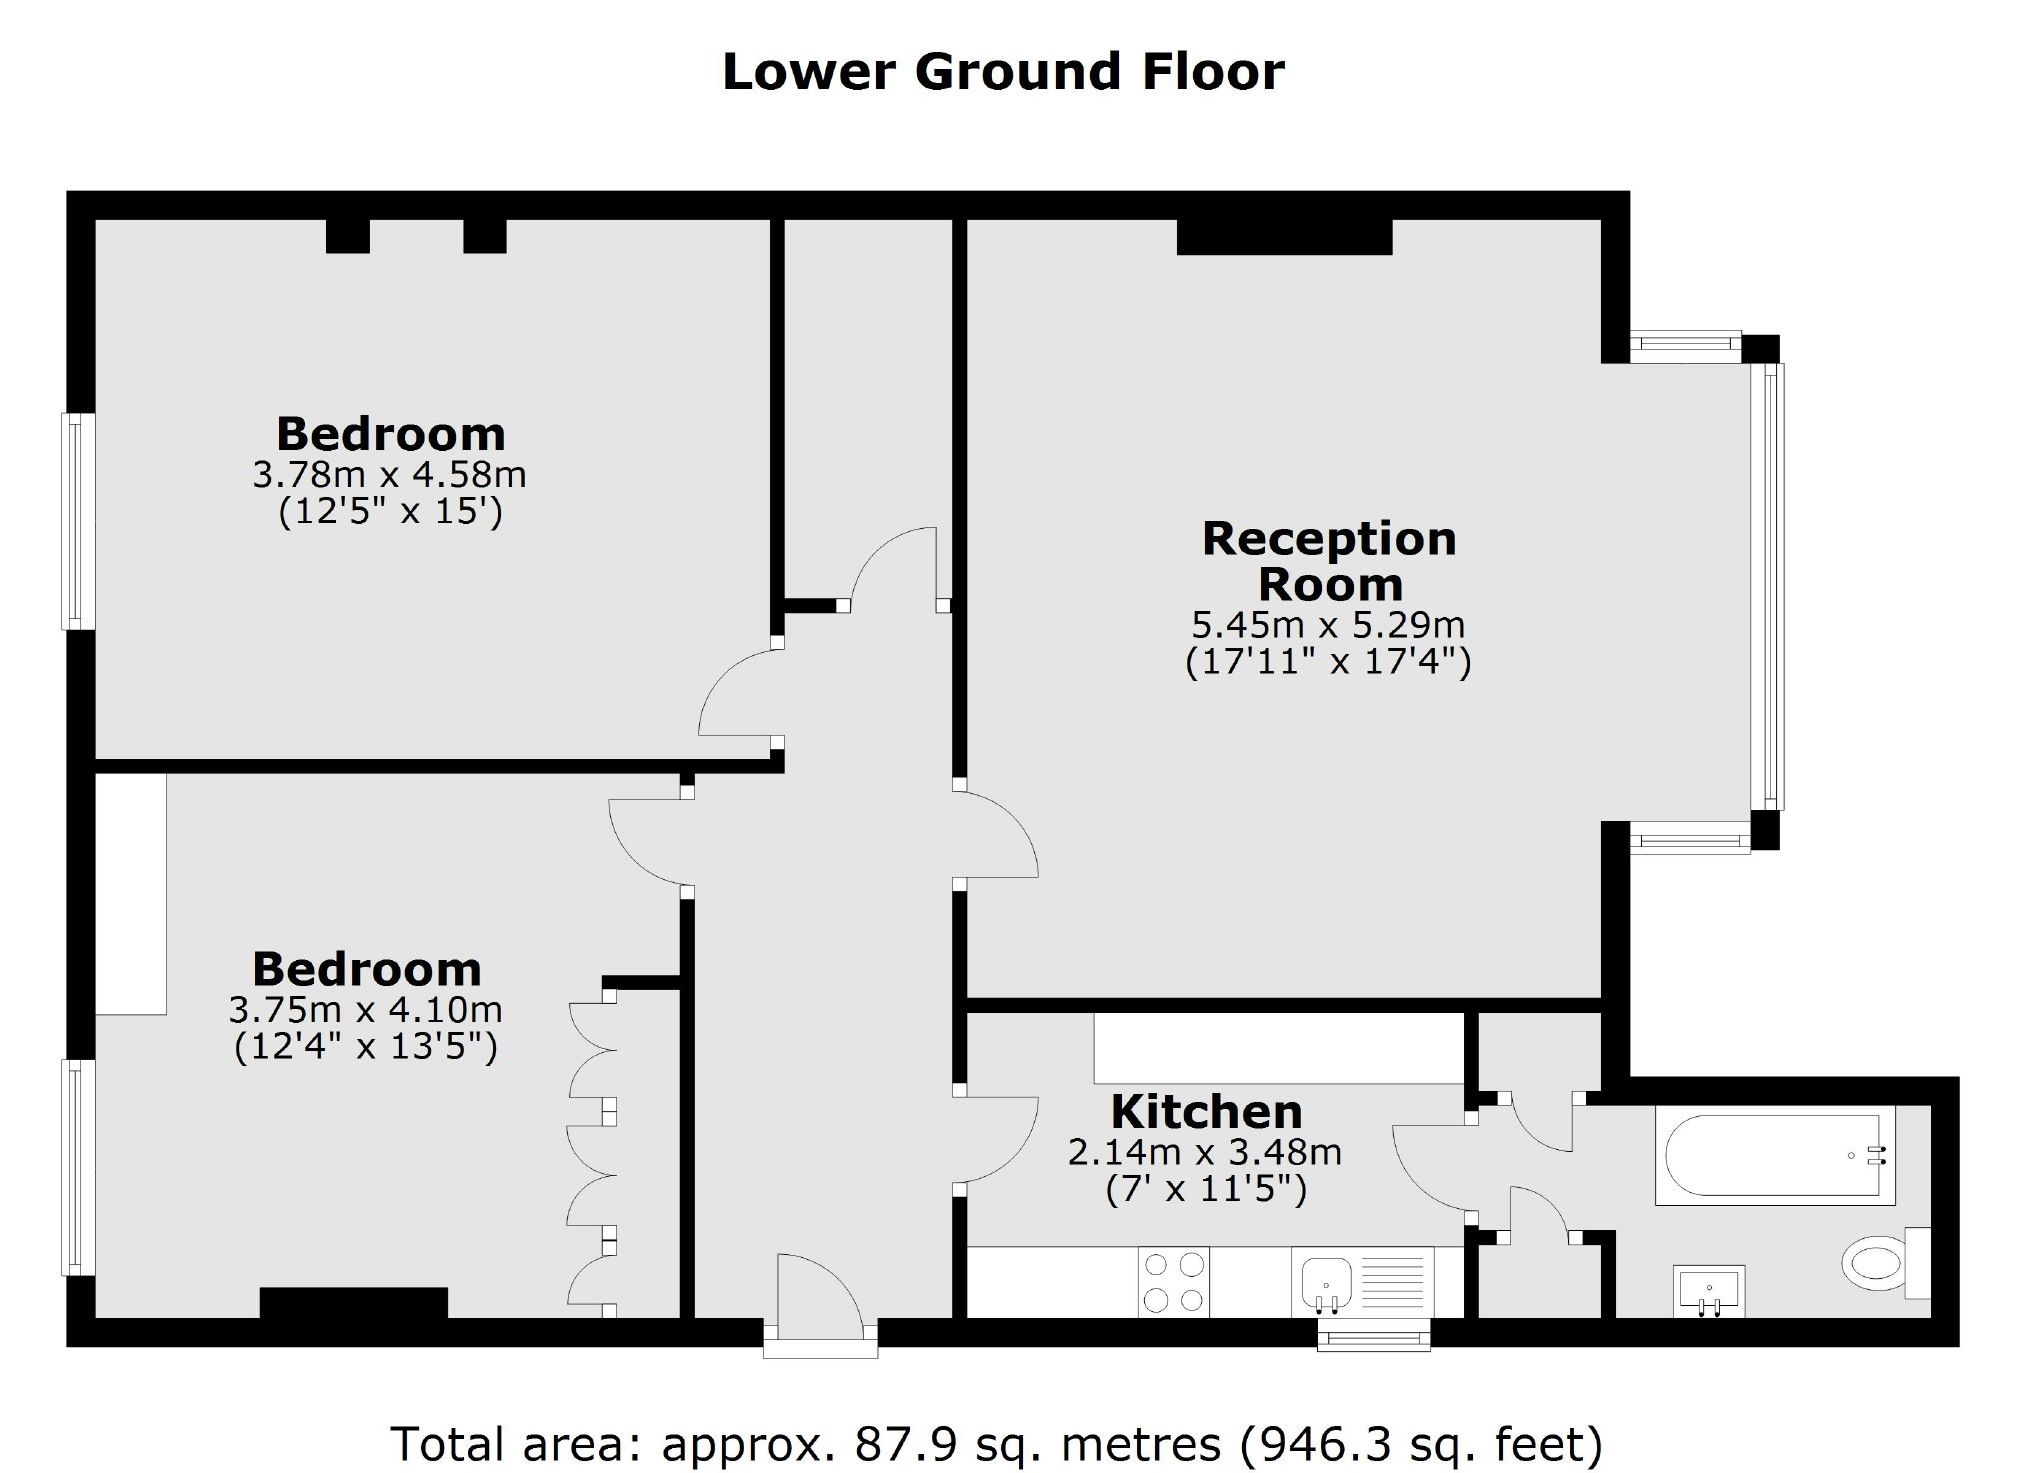 Lower Ground Floor
Bedroom
3.78m x 4.58m
(12'5" x 15')
Reception
Room
5.45m x 5.29m
(17'11" x 17'4")
Bedroom
3.75m x 4.10m
(12'4" x 13'5")
Kitchen
2.14m x 3.48m
(7' x 11'5")
Total area: approx. 87.9 sq. metres (946.3 sq. feet)